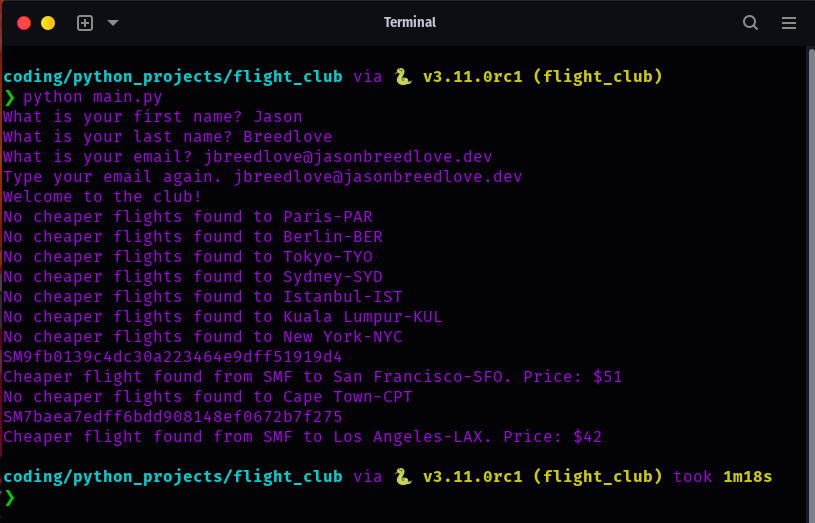 Terminal
coding/python_projects/flight_club via 🐍 v3.11.0rc1 (flight_club)
❯ python main.py
What is your first name? Jason
What is your last name? Breedlove
What is your email? jbreedlove@jasonbreedlove.dev
Type your email again. jbreedlove@jasonbreedlove.dev
Welcome to the club!
No cheaper flights found to Paris-PAR
No cheaper flights found to Berlin-BER
No cheaper flights found to Tokyo-TYO
No cheaper flights found to Sydney-SYD
No cheaper flights found to Istanbul-IST
No cheaper flights found to Kuala Lumpur-KUL
No cheaper flights found to New York-NYC
SM9fb0139c4dc30a223464e9dff51919d4
Cheaper flight found from SMF to San Francisco-SFO. Price: $51
No cheaper flights found to Cape Town-CPT
SM7baea7edff6bdd908148ef0672b7f275
Cheaper flight found from SMF to Los Angeles-LAX. Price: $42
coding/python_projects/flight_club via 🐍 v3.11.0rc1 (flight_club) took 1m18s
❯